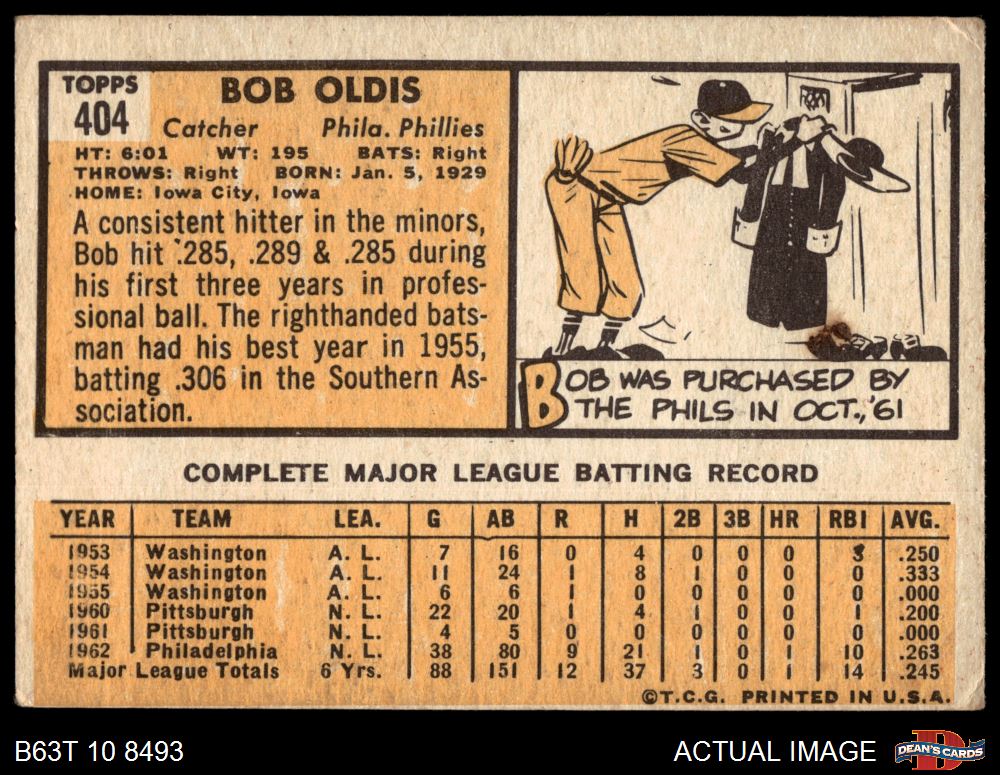 TOPPS
404
BOB OLDIS
Catcher Phila. Phillies
HT: 6:01 WT: 195 BATS: Right
THROWS: Right BORN: Jan. 5, 1929
HOME: Iowa City, Iowa
A consistent hitter in the minors,
Bob hit .285, .289 & .285 during
his first three years in profes-
sional ball. The righthanded bats-
man had his best year in 1955,
batting .306 in the Southern As-
sociation.
BOB WAS PURCHASED BY
THE PHILS IN OCT., '61
COMPLETE MAJOR LEAGUE BATTING RECORD
YEAR TEAM LEA. G AB R H 2B 3B HR RBI AVG.
1953 Washington A. L. 7 16 0 4 0 0 0 3 .250
1954 Washington A. L. 11 24 1 8 1 0 0 0 .333
1955 Washington A. L. 6 6 1 0 0 0 0 0 .000
1960 Pittsburgh N. L. 22 20 1 4 1 0 0 1 .200
1961 Pittsburgh N. L. 4 5 0 0 0 0 0 0 .000
1962 Philadelphia N. L. 38 80 9 21 1 0 1 10 .263
Major League Totals 6 Yrs. 88 151 12 37 3 0 1 14 .245
©T.C.G. PRINTED IN U.S.A.
B63T 10 8493 ACTUAL IMAGE
D
DEAN'S CARDS